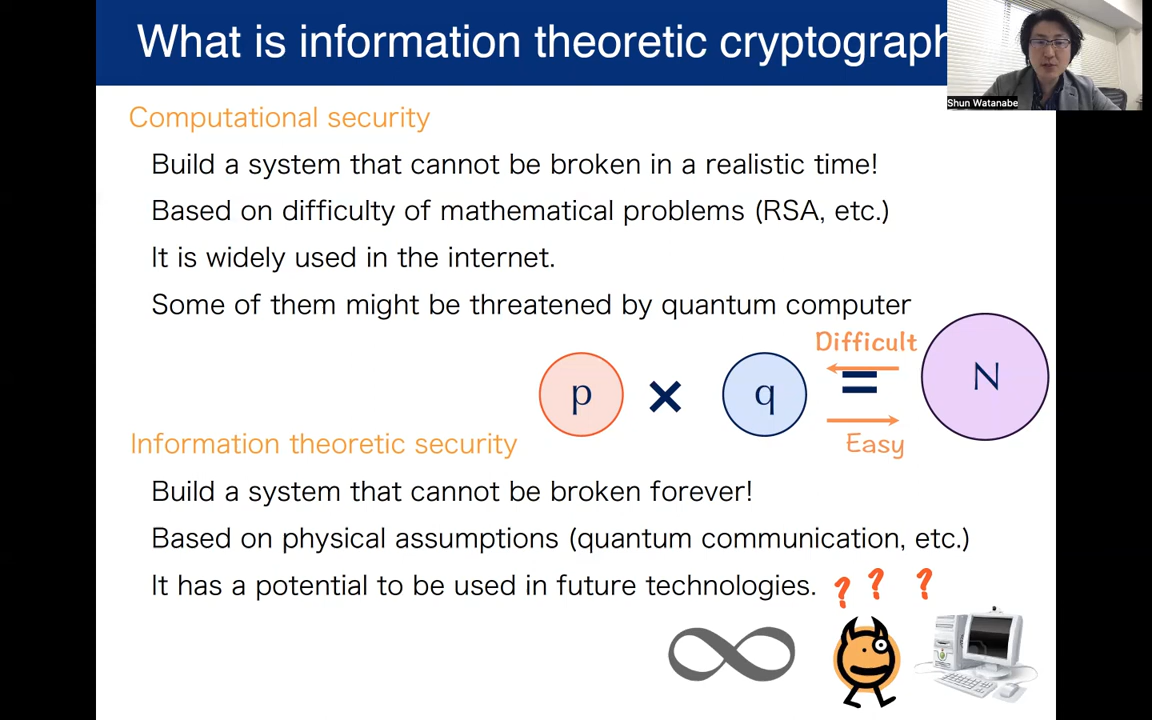 What is information theoretic cryptograph
Shun Watanabe
Computational security
Build a system that cannot be broken in a realistic time!
Based on difficulty of mathematical problems (RSA, etc.)
It is widely used in the internet.
Some of them might be threatened by quantum computer
Difficult
p × q = N
Easy
Information theoretic security
Build a system that cannot be broken forever!
Based on physical assumptions (quantum communication, etc.)
It has a potential to be used in future technologies.
? ? ?
∞